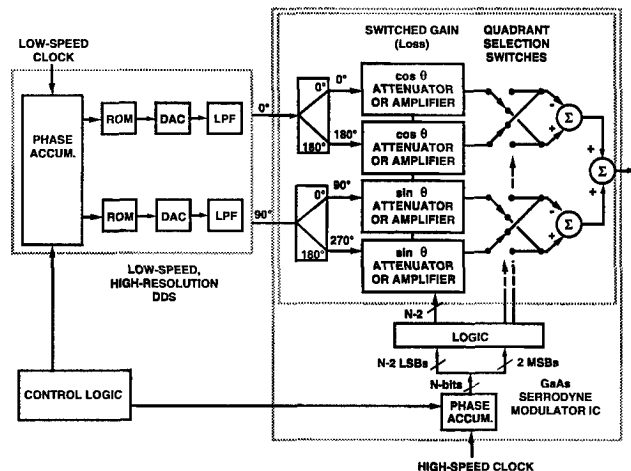 LOW-SPEED
CLOCK
PHASE
ACCUM.
ROM
DAC
LPF
0°
ROM
DAC
LPF
90°
LOW-SPEED,
HIGH-RESOLUTION
DDS
CONTROL LOGIC
SWITCHED GAIN
(Loss)
QUADRANT
SELECTION
SWITCHES
0°
180°
0°
180°
cos θ
ATTENUATOR
OR AMPLIFIER
cos θ
ATTENUATOR
OR AMPLIFIER
0°
180°
90°
270°
sin θ
ATTENUATOR
OR AMPLIFIER
sin θ
ATTENUATOR
OR AMPLIFIER
-
+
Σ
-
+
Σ
+
+
Σ
N-2
LOGIC
N-2 LSBs
2 MSBs
N-bits
PHASE
ACCUM.
GaAs
SERRODYNE
MODULATOR IC
HIGH-SPEED CLOCK